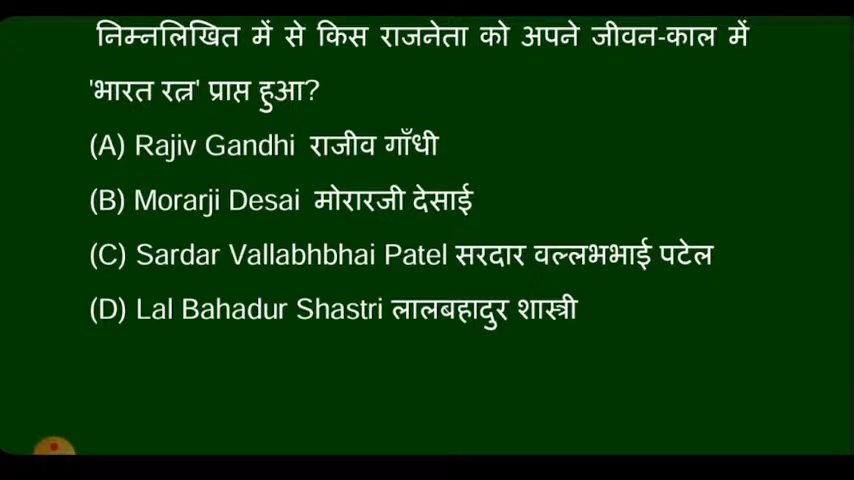 निम्नलिखित में से किस राजनेता को अपने जीवन-काल में
'भारत रत्न' प्राप्त हुआ?
(A) Rajiv Gandhi राजीव गाँधी
(B) Morarji Desai मोरारजी देसाई
(C) Sardar Vallabhbhai Patel सरदार वल्लभभाई पटेल
(D) Lal Bahadur Shastri लालबहादुर शास्त्री